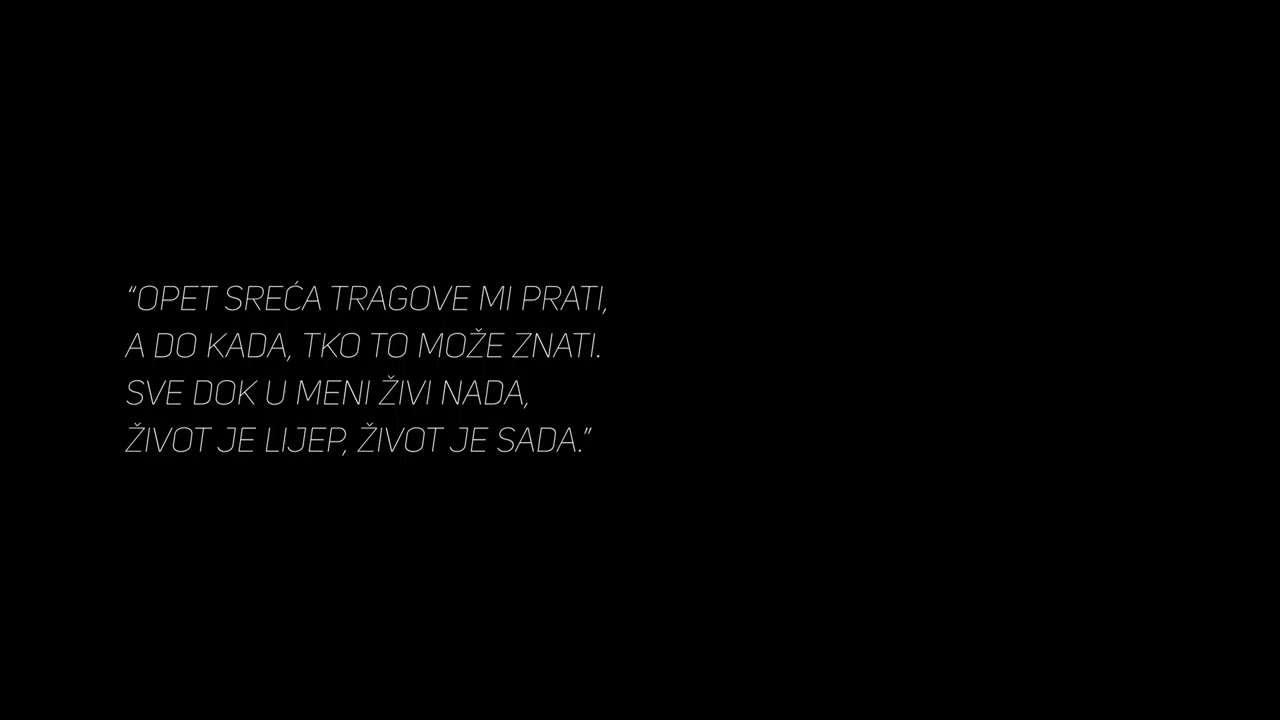 “OPET SREĆA TRAGOVE MI PRATI,
A DO KADA, TKO TO MOŽE ZNATI.
SVE DOK U MENI ŽIVI NADA,
ŽIVOT JE LIJEP, ŽIVOT JE SADA.”